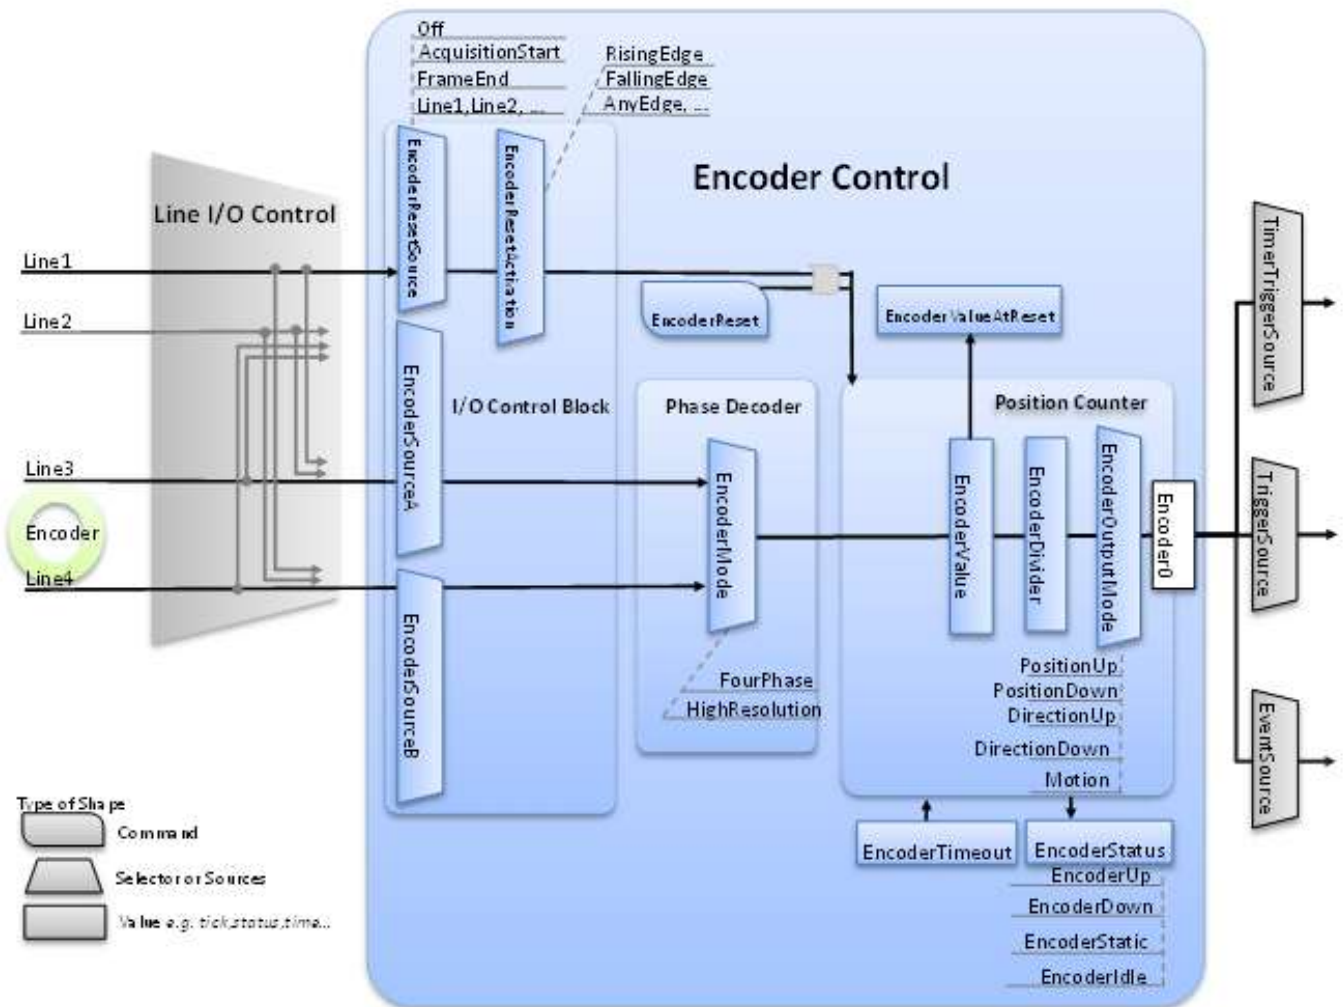 Off
AcquisitionStart
FrameEnd
Line1,Line2, ...
RisingEdge
FallingEdge
AnyEdge, ...
Encoder Control
Line I/O Control
Line1
Line2
Line3
Encoder
Line4
EncoderResetSource
EncoderResetActivation
EncoderSourceA
EncoderSourceB
I/O Control Block
EncoderReset
EncoderValueAtReset
Phase Decoder
EncoderMode
FourPhase
HighResolution
Position Counter
EncoderValue
EncoderDivider
EncoderOutputMode
Encoder0
PositionUp
PositionDown
DirectionUp
DirectionDown
Motion
EncoderTimeout
EncoderStatus
EncoderUp
EncoderDown
EncoderStatic
EncoderIdle
TimerTriggerSource
TriggerSource
EventSource
Type of Shape
Command
Selector or Sources
Value e.g. tick,status,time...